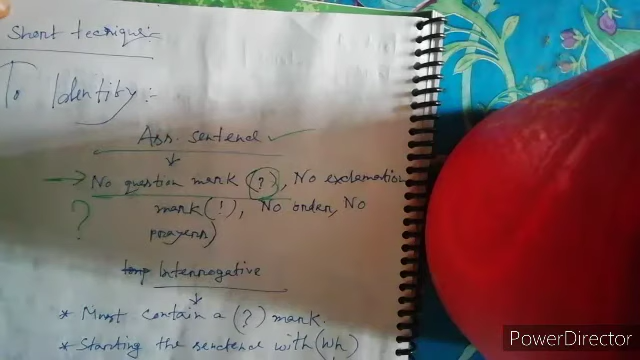 Short technique:-
To Identity:-
Ass. sentence ✓
↓
→ No question mark (?), No exclamation
? mark (!), No order, No
prayers)
Interrogative
↓
* Must contain a (?) mark.
* Starting the sentence with (Wh)
PowerDirector